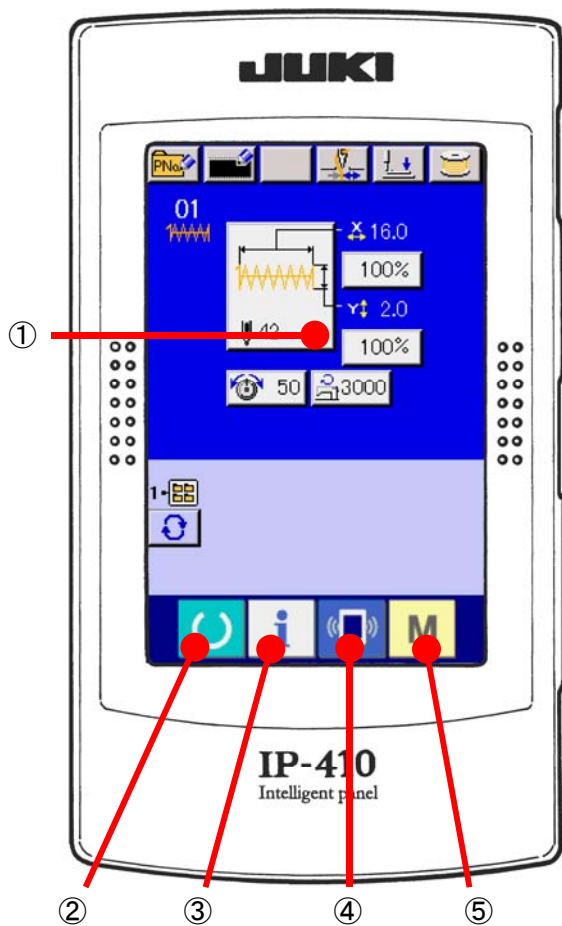 JUKI
PNo.
01
X 16.0
100%
Y 2.0
① 42
100%
50 3000
1
i M
IP-410
Intelligent panel
② ③ ④ ⑤